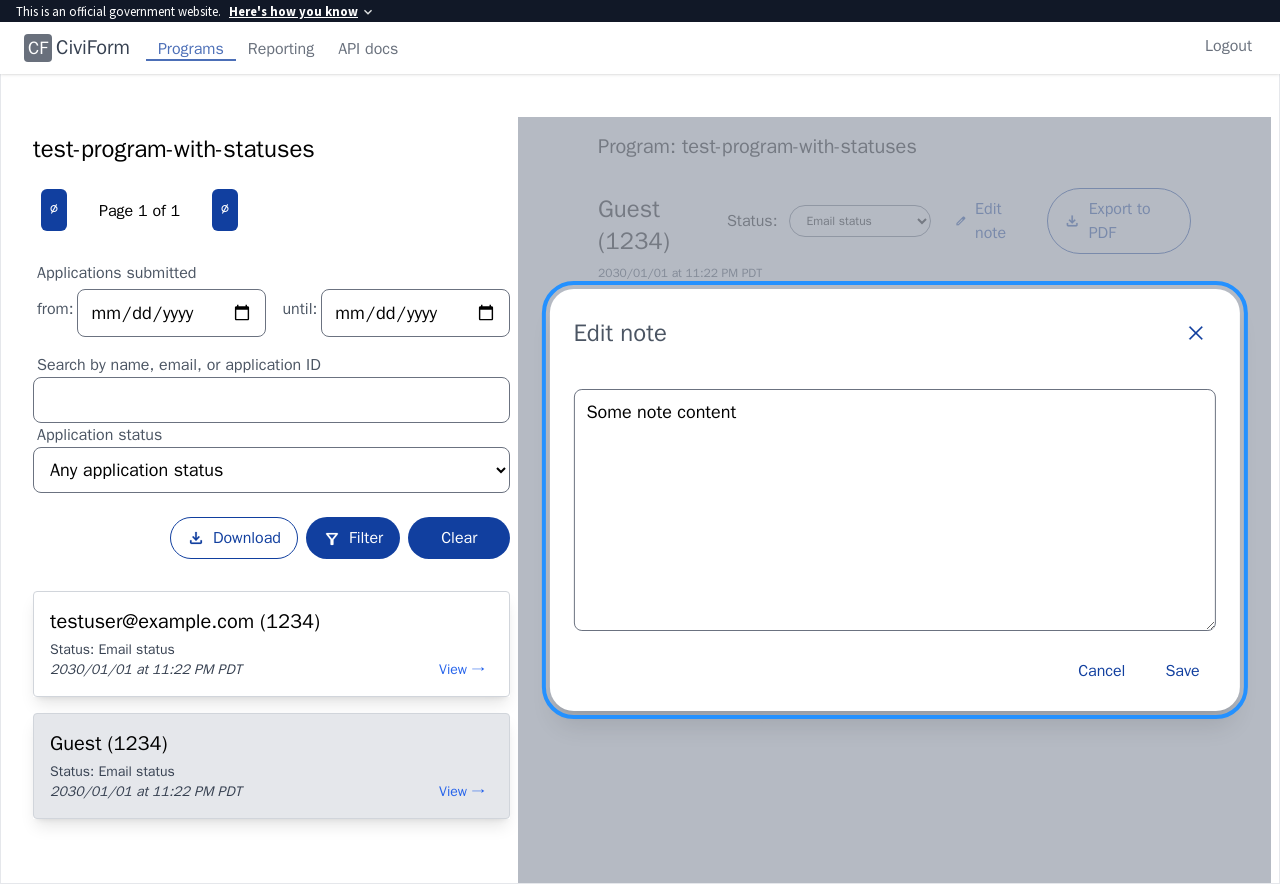 This is an official government website. Here's how you know
CF CiviForm Programs Reporting API docs Logout
test-program-with-statuses
Page 1 of 1
Applications submitted
from: mm/dd/yyyy until: mm/dd/yyyy
Search by name, email, or application ID
Application status
Any application status
Download Filter Clear
testuser@example.com (1234)
Status: Email status
2030/01/01 at 11:22 PM PDT View →
Guest (1234)
Status: Email status
2030/01/01 at 11:22 PM PDT View →
Program: test-program-with-statuses
Guest
(1234)
Status: Email status
Edit
note
Export to
PDF
2030/01/01 at 11:22 PM PDT
Edit note
Some note content
Cancel Save